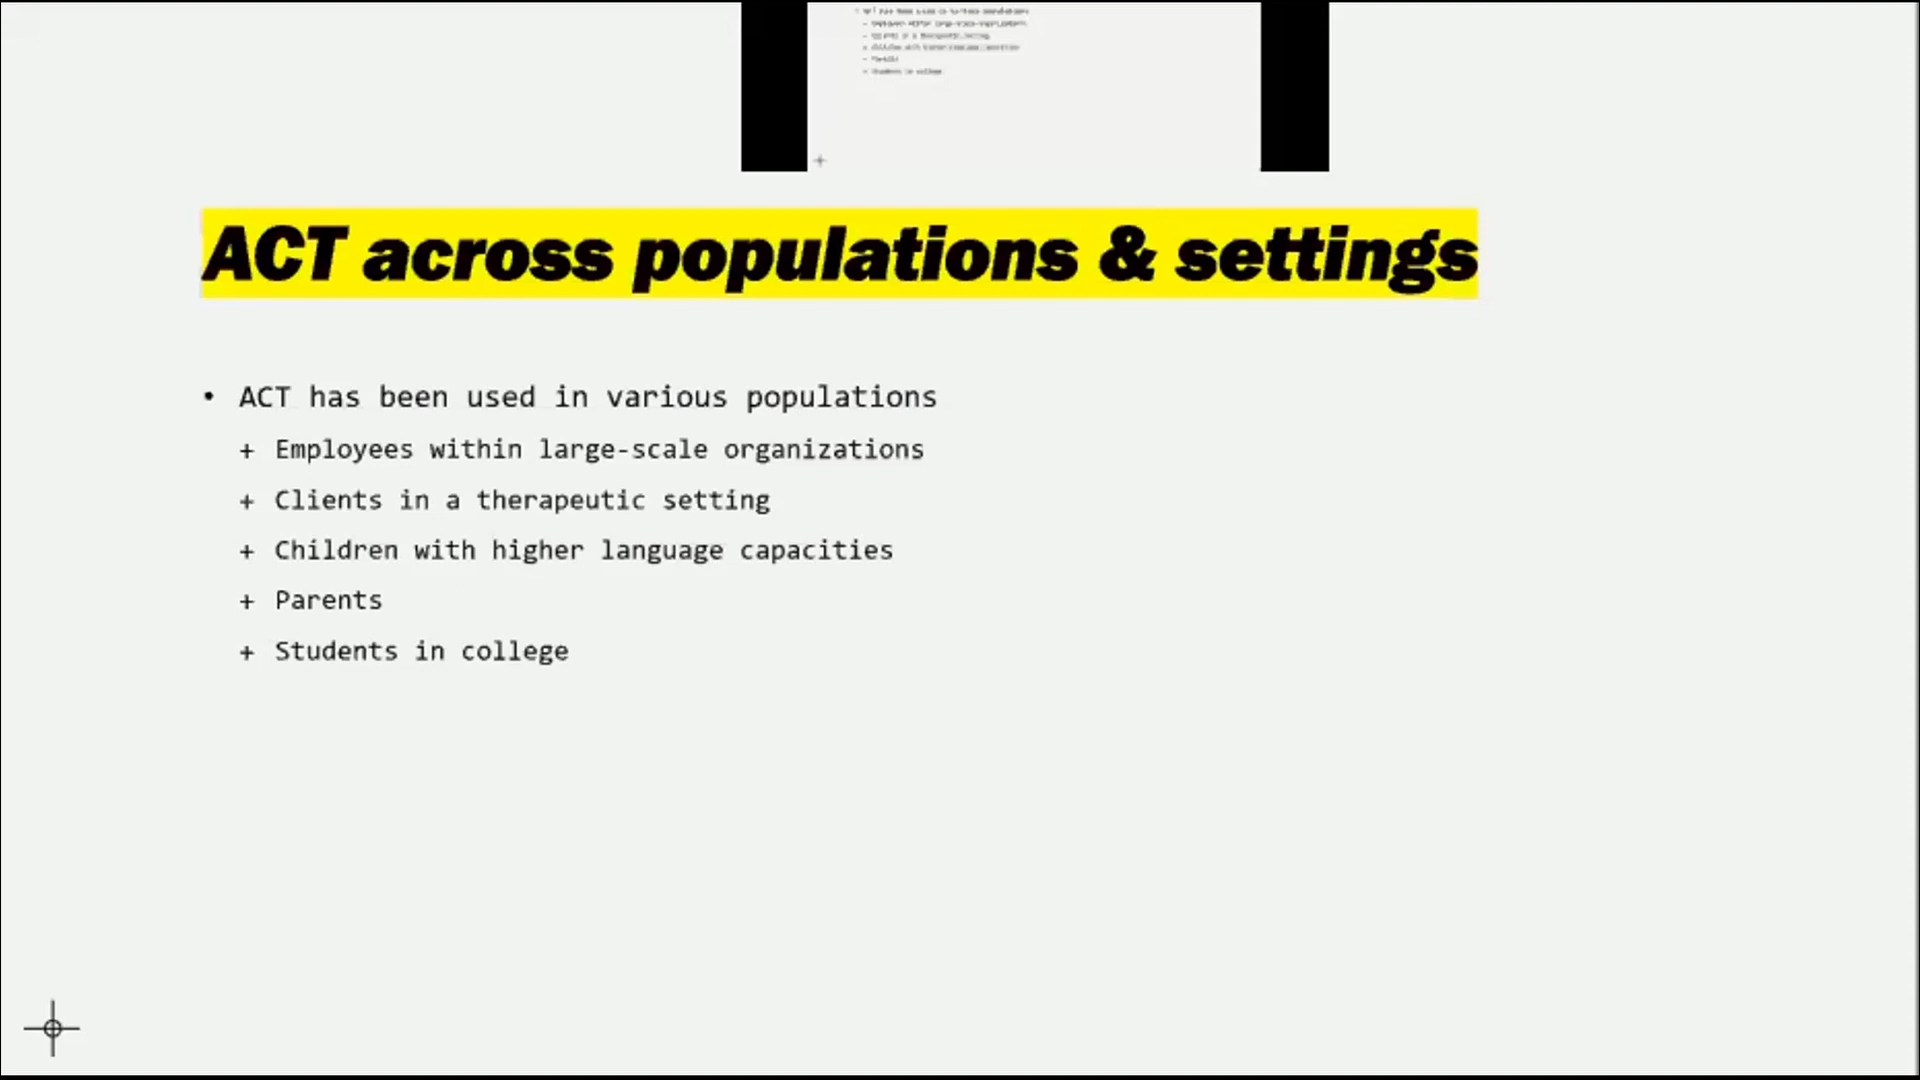 ACT across populations & settings
• ACT has been used in various populations
+ Employees within large-scale organizations
+ Clients in a therapeutic setting
+ Children with higher language capacities
+ Parents
+ Students in college